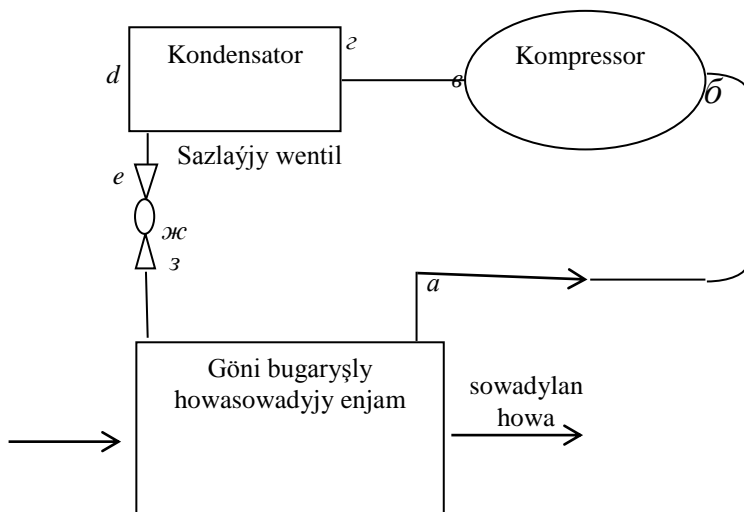 г
Kondensator
Kompressor
d
в
б
Sazlaýjy wentil
e
ж
з
a
Göni bugaryşly
howasowadyjy enjam
sowadylan
howa